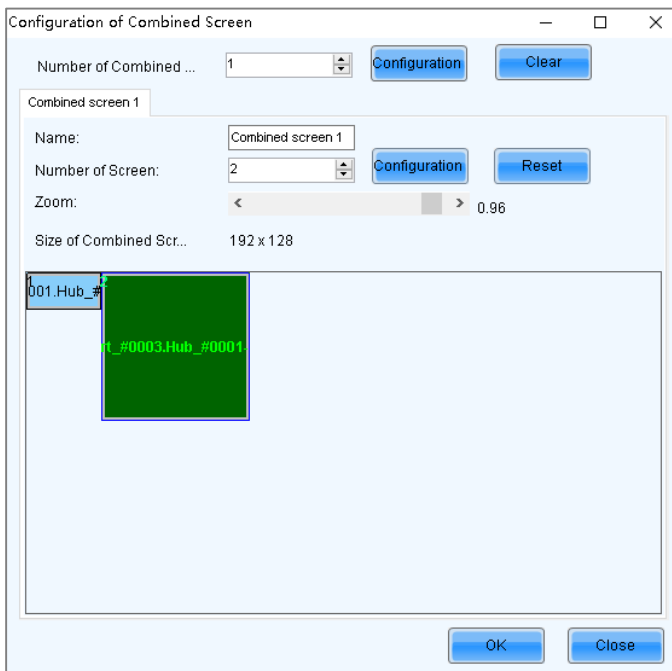 Configuration of Combined Screen
Number of Combined ... 1 Configuration Clear
Combined screen 1
Name: Combined screen 1
Number of Screen: 2 Configuration Reset
Zoom: 0.96
Size of Combined Scr... 192 x 128
1 2
001.Hub_#
rt_#0003.Hub_#0001-
OK Close